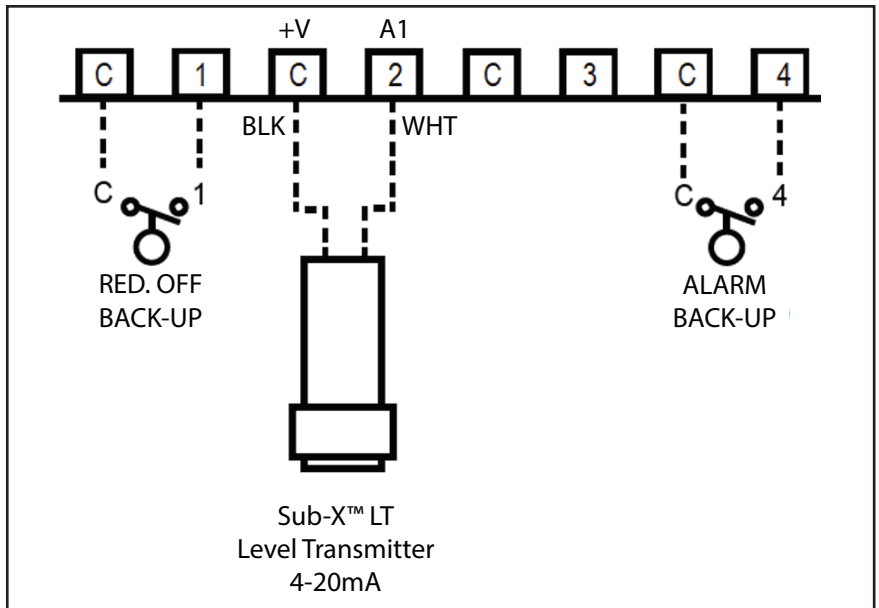 +V A1
C 1 C 2 C 3 C 4
BLK WHT
C 1
C 4
RED. OFF
BACK-UP
ALARM
BACK-UP
Sub-X™ LT
Level Transmitter
4-20mA